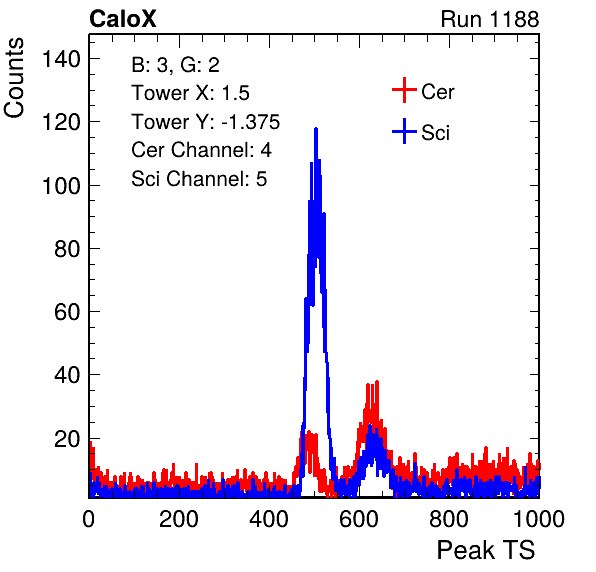 CaloX Run 1188
B: 3, G: 2
Tower X: 1.5
Tower Y: -1.375
Cer Channel: 4
Sci Channel: 5
Cer
Sci
Counts
140
120
100
80
60
40
20
0 200 400 600 800 1000
Peak TS